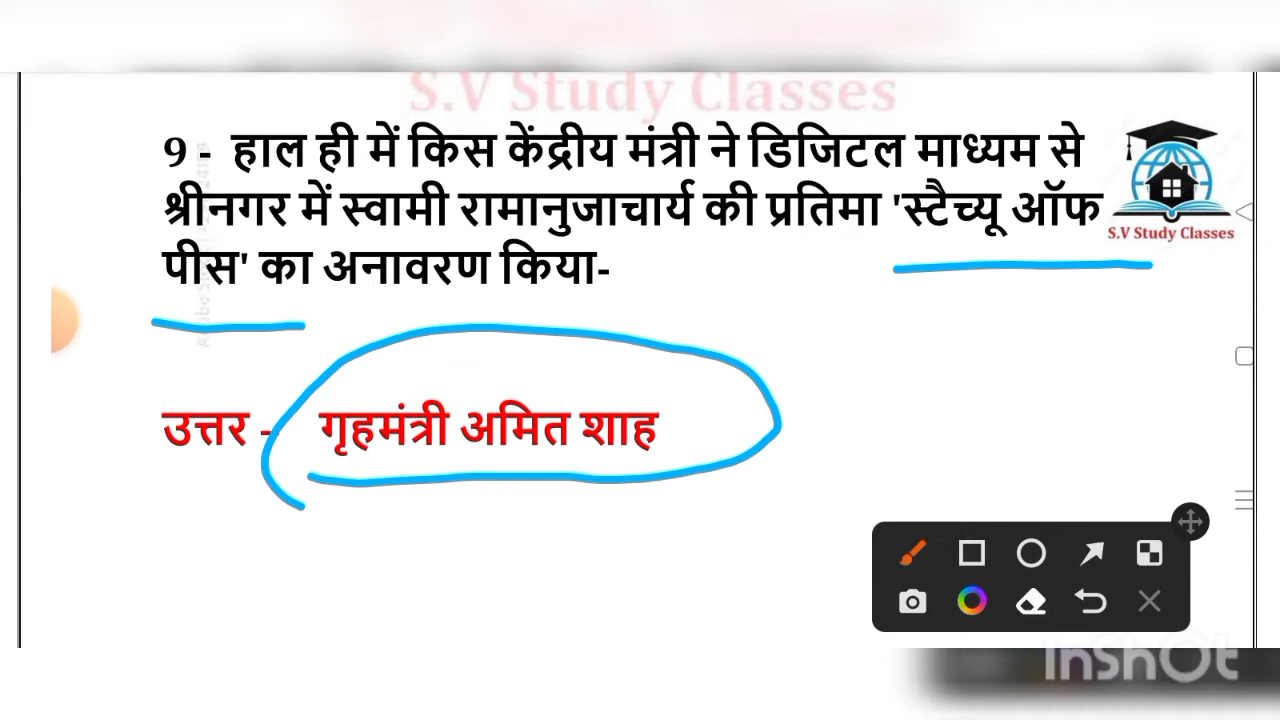 S.V Study Classes
9 - हाल ही में किस केंद्रीय मंत्री ने डिजिटल माध्यम से
श्रीनगर में स्वामी रामानुजाचार्य की प्रतिमा 'स्टैच्यू ऑफ
पीस' का अनावरण किया-
S.V Study Classes
उत्तर - गृहमंत्री अमित शाह
InShOt